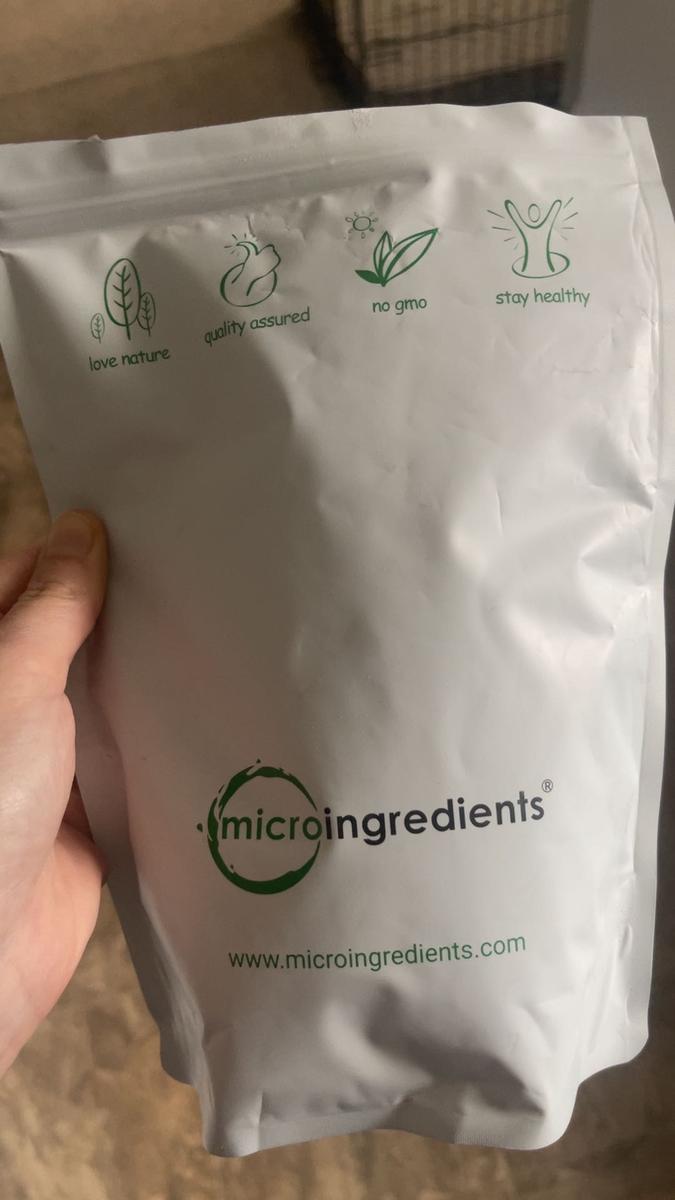 love nature
quality assured
no gmo
stay healthy
microingredients®
www.microingredients.com